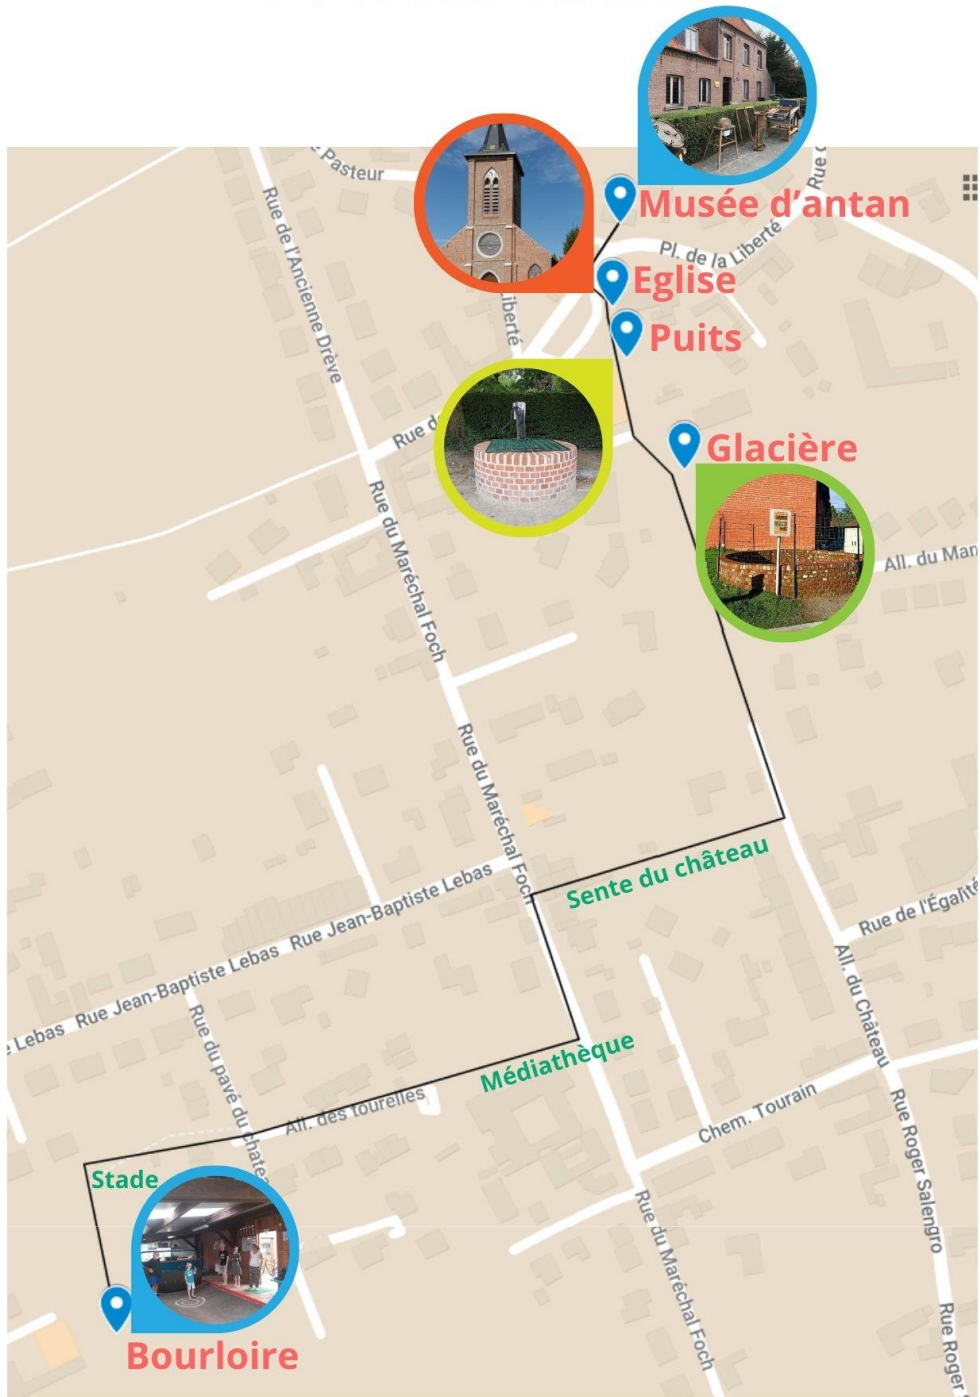 Pasteur
Rue de l'Ancienne Drève
Musée d'antan
Pl. de la Liberté
Eglise
Puits
Glacière
All. du
Rue du Maréchal Foch
Rue du Maréchal Foch
Sente du château
Rue Jean-Baptiste Lebas
Rue Jean-Baptiste Lebas
Lebas
Rue de l'Égalité
All. du Château
Rue du pavé du
Médiathèque
All. des tourelles
Chem. Tourain
Stade
Rue Roger Salengro
Rue du Maréchal Foch
Rue Roger
Bourloire